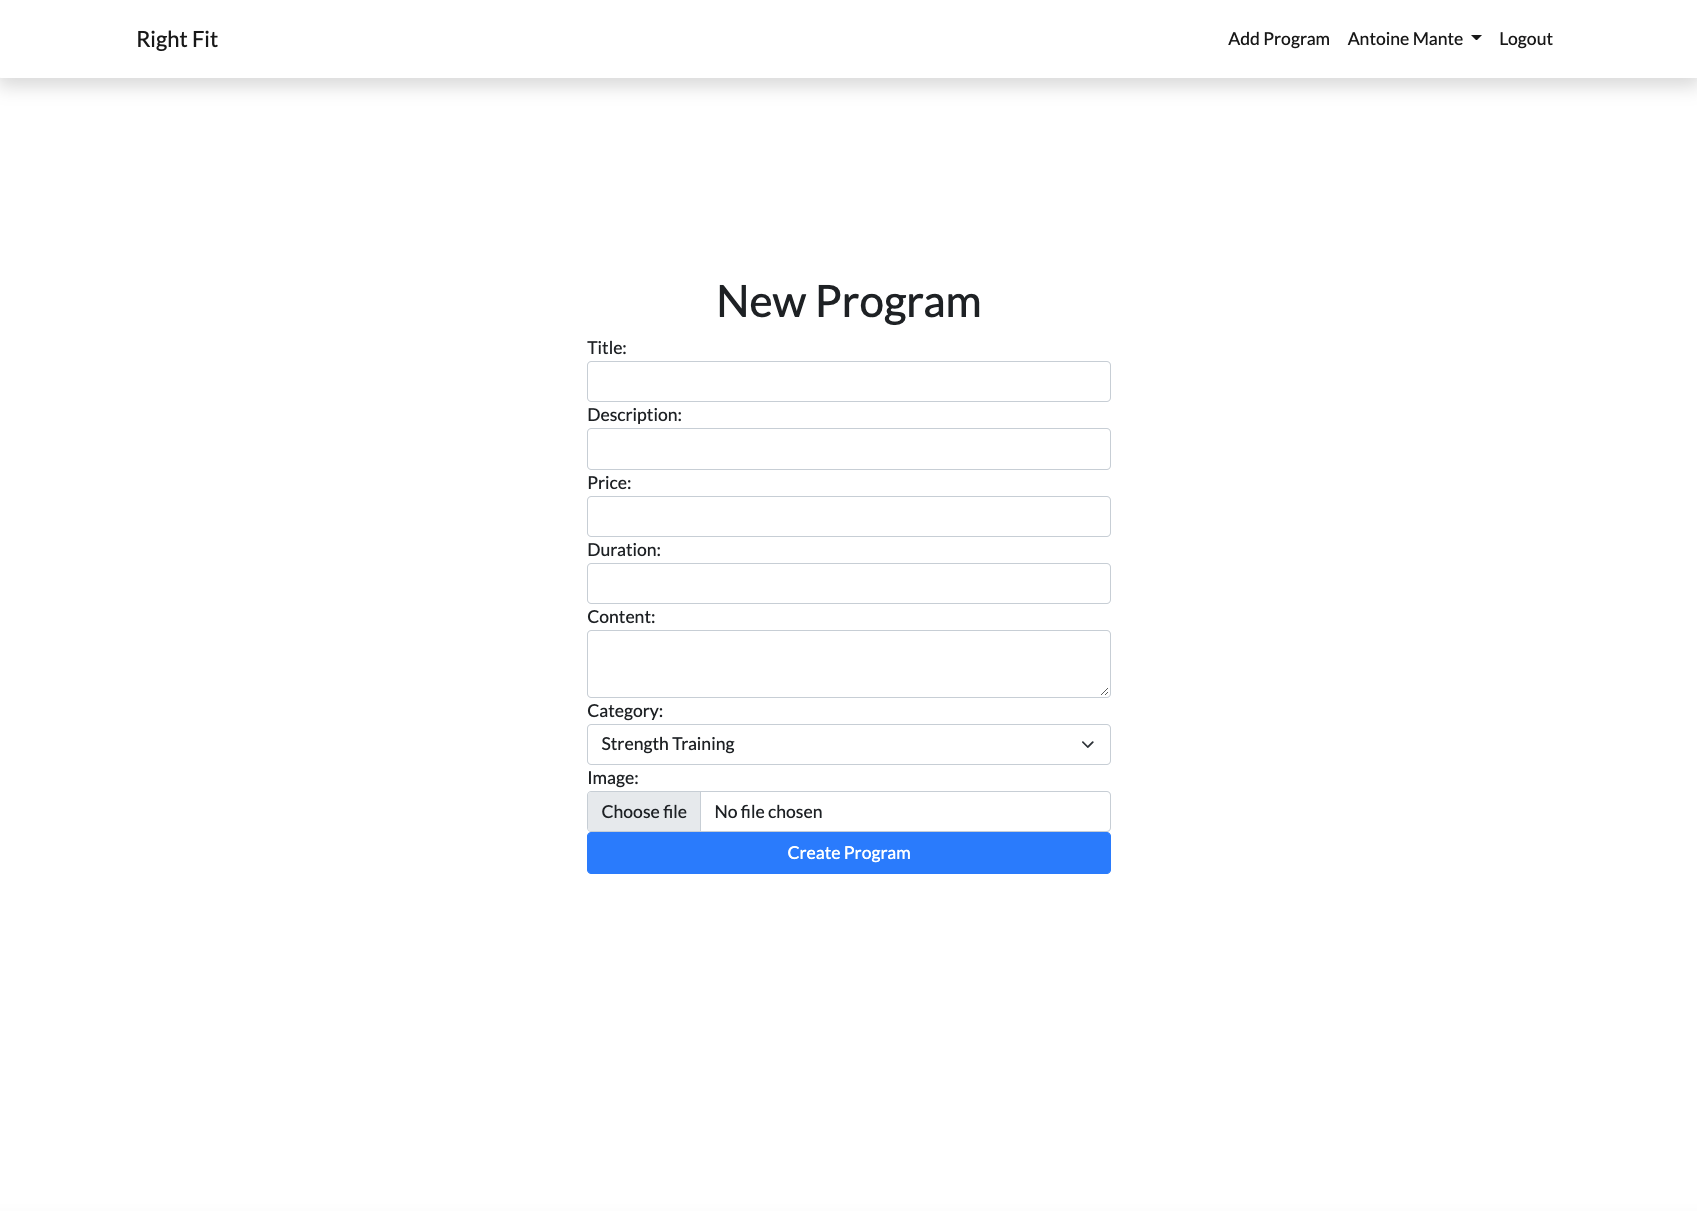 Right Fit
Add Program Antoine Mante Logout
New Program
Title:
Description:
Price:
Duration:
Content:
Category:
Strength Training
Image:
Choose file No file chosen
Create Program